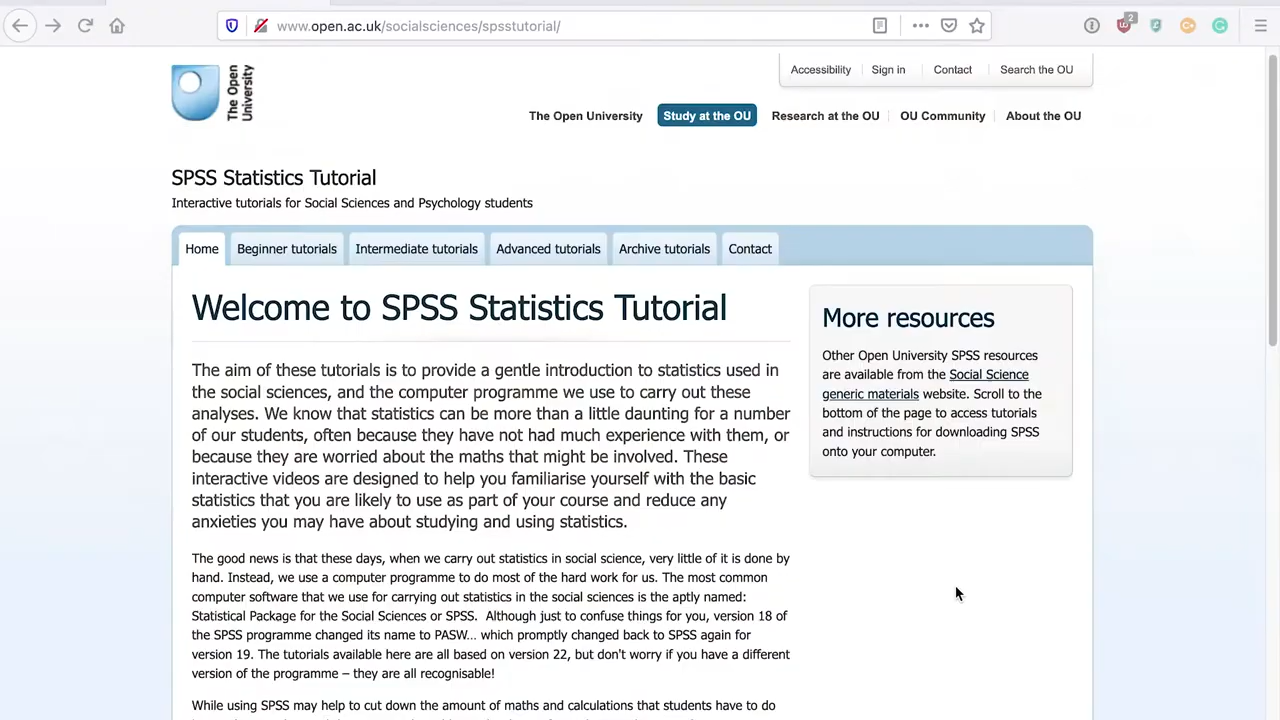 www.open.ac.uk/socialsciences/spsstutorial/
2
The Open
University
Accessibility
Sign in
Contact
Search the OU
The Open University
Study at the OU
Research at the OU
OU Community
About the OU
SPSS Statistics Tutorial
Interactive tutorials for Social Sciences and Psychology students
Home
Beginner tutorials
Intermediate tutorials
Advanced tutorials
Archive tutorials
Contact
Welcome to SPSS Statistics Tutorial
The aim of these tutorials is to provide a gentle introduction to statistics used in
the social sciences, and the computer programme we use to carry out these
analyses. We know that statistics can be more than a little daunting for a number
of our students, often because they have not had much experience with them, or
because they are worried about the maths that might be involved. These
interactive videos are designed to help you familiarise yourself with the basic
statistics that you are likely to use as part of your course and reduce any
anxieties you may have about studying and using statistics.
The good news is that these days, when we carry out statistics in social science, very little of it is done by
hand. Instead, we use a computer programme to do most of the hard work for us. The most common
computer software that we use for carrying out statistics in the social sciences is the aptly named:
Statistical Package for the Social Sciences or SPSS.  Although just to confuse things for you, version 18 of
the SPSS programme changed its name to PASW... which promptly changed back to SPSS again for
version 19. The tutorials available here are all based on version 22, but don't worry if you have a different
version of the programme – they are all recognisable!
While using SPSS may help to cut down the amount of maths and calculations that students have to do
More resources
Other Open University SPSS resources
are available from the Social Science
generic materials website. Scroll to the
bottom of the page to access tutorials
and instructions for downloading SPSS
onto your computer.